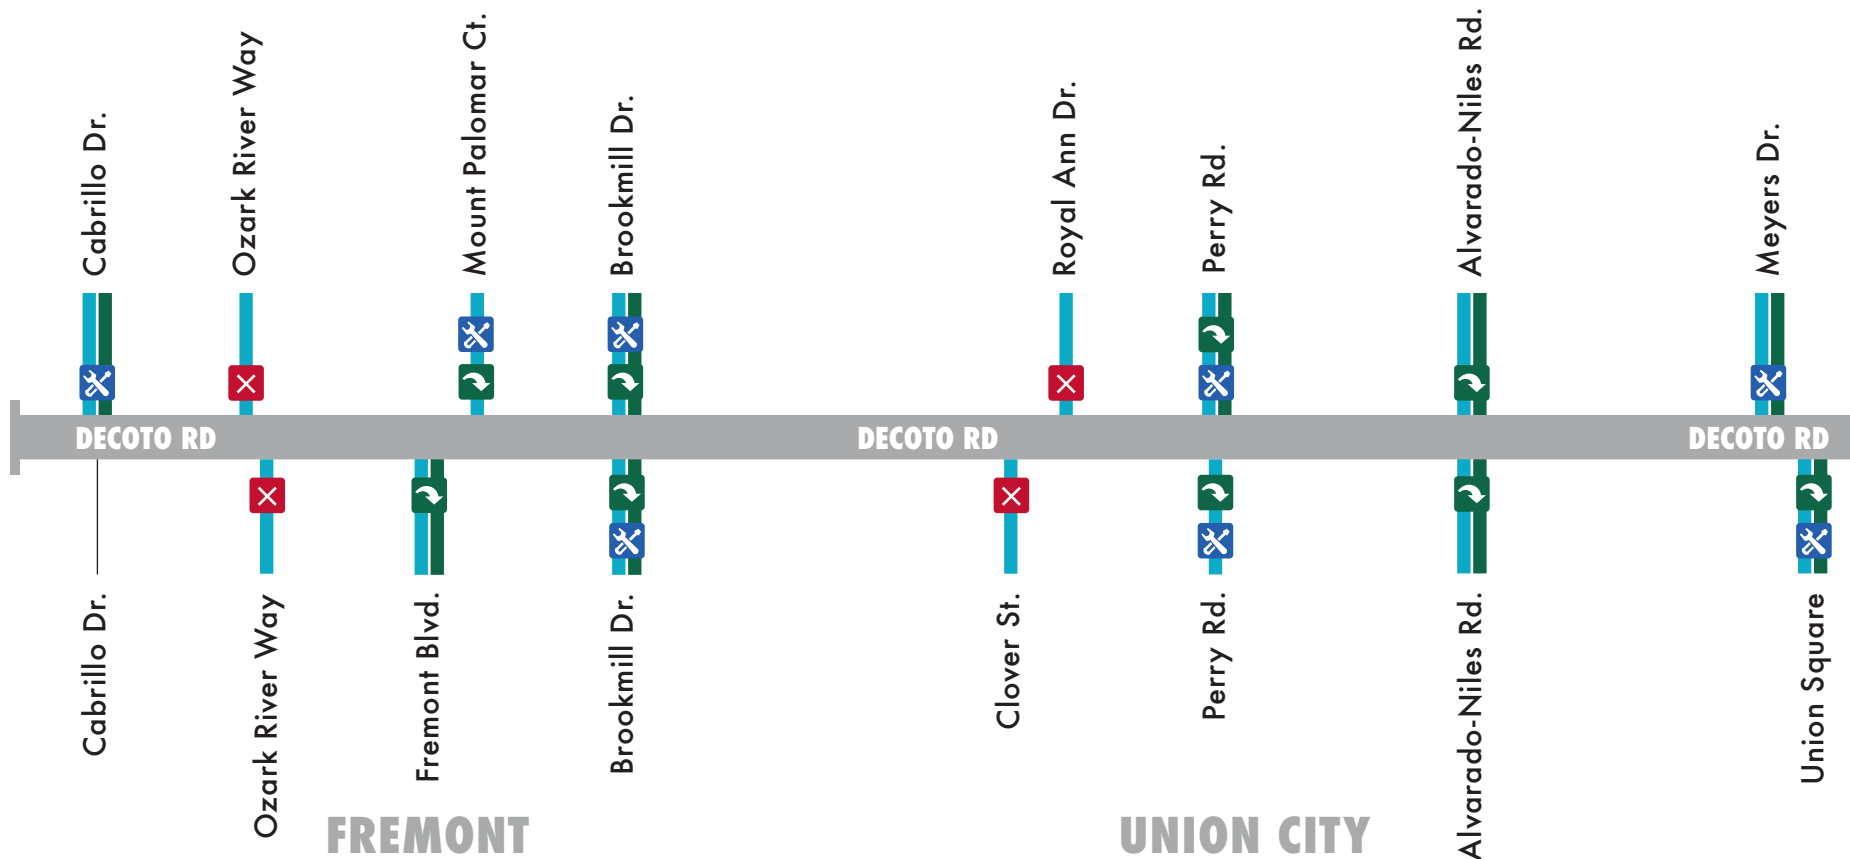 Cabrillo Dr.
Ozark River Way
Mount Palomar Ct.
Brookmill Dr.
Royal Ann Dr.
Perry Rd.
Alvarado-Niles Rd.
Meyers Dr.
DECOTO RD
DECOTO RD
DECOTO RD
Cabrillo Dr.
Ozark River Way
Fremont Blvd.
Brookmill Dr.
Clover St.
Perry Rd.
Alvarado-Niles Rd.
Union Square
FREMONT
UNION CITY